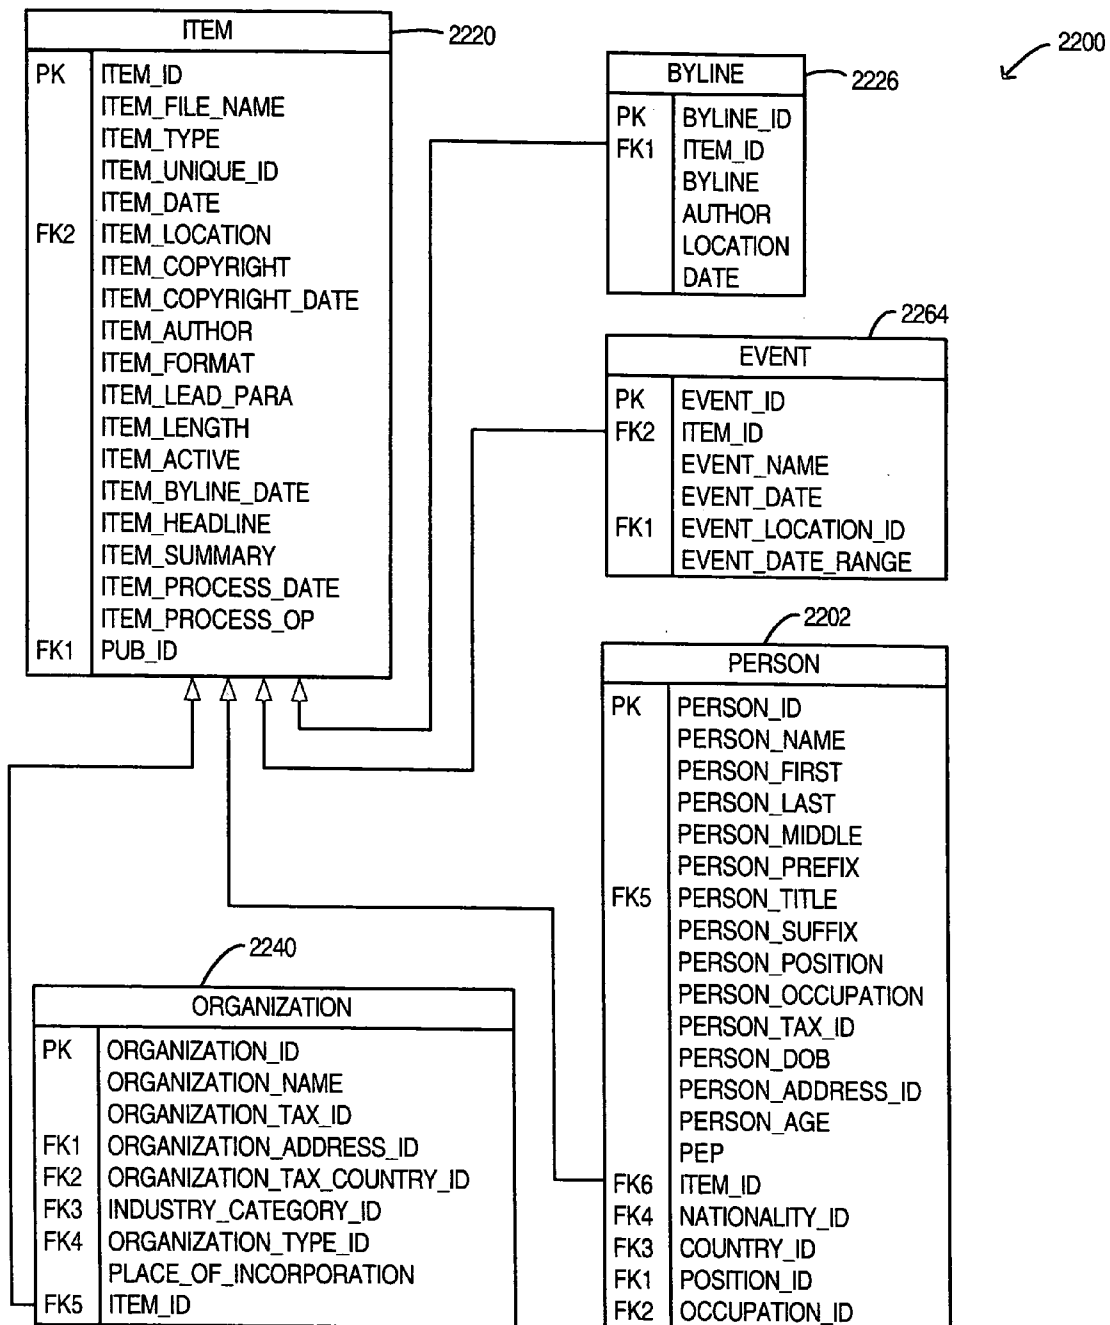 ITEM
2220
PK ITEM_ID
ITEM_FILE_NAME
ITEM_TYPE
ITEM_UNIQUE_ID
ITEM_DATE
FK2 ITEM_LOCATION
ITEM_COPYRIGHT
ITEM_COPYRIGHT_DATE
ITEM_AUTHOR
ITEM_FORMAT
ITEM_LEAD_PARA
ITEM_LENGTH
ITEM_ACTIVE
ITEM_BYLINE_DATE
ITEM_HEADLINE
ITEM_SUMMARY
ITEM_PROCESS_DATE
ITEM_PROCESS_OP
FK1 PUB_ID
2200
BYLINE
2226
PK BYLINE_ID
FK1 ITEM_ID
BYLINE
AUTHOR
LOCATION
DATE
2264
EVENT
PK EVENT_ID
FK2 ITEM_ID
EVENT_NAME
EVENT_DATE
FK1 EVENT_LOCATION_ID
EVENT_DATE_RANGE
2202
PERSON
PK PERSON_ID
PERSON_NAME
PERSON_FIRST
PERSON_LAST
PERSON_MIDDLE
PERSON_PREFIX
FK5 PERSON_TITLE
PERSON_SUFFIX
PERSON_POSITION
PERSON_OCCUPATION
PERSON_TAX_ID
PERSON_DOB
PERSON_ADDRESS_ID
PERSON_AGE
PEP
FK6 ITEM_ID
FK4 NATIONALITY_ID
FK3 COUNTRY_ID
FK1 POSITION_ID
FK2 OCCUPATION_ID
2240
ORGANIZATION
PK ORGANIZATION_ID
ORGANIZATION_NAME
ORGANIZATION_TAX_ID
FK1 ORGANIZATION_ADDRESS_ID
FK2 ORGANIZATION_TAX_COUNTRY_ID
FK3 INDUSTRY_CATEGORY_ID
FK4 ORGANIZATION_TYPE_ID
PLACE_OF_INCORPORATION
FK5 ITEM_ID